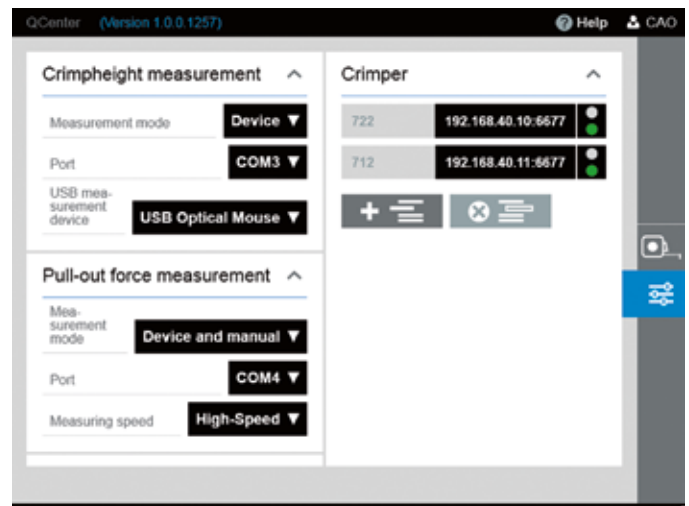 QCenter (Version 1.0.0.1257) Help CAO
Crimpheight measurement
Measurement mode Device
Port COM3
USB mea-
surement
device USB Optical Mouse
Pull-out force measurement
Mea-
surement
mode Device and manual
Port COM4
Measuring speed High-Speed
Crimper
722 192.168.40.10:6677
712 192.168.40.11:6677